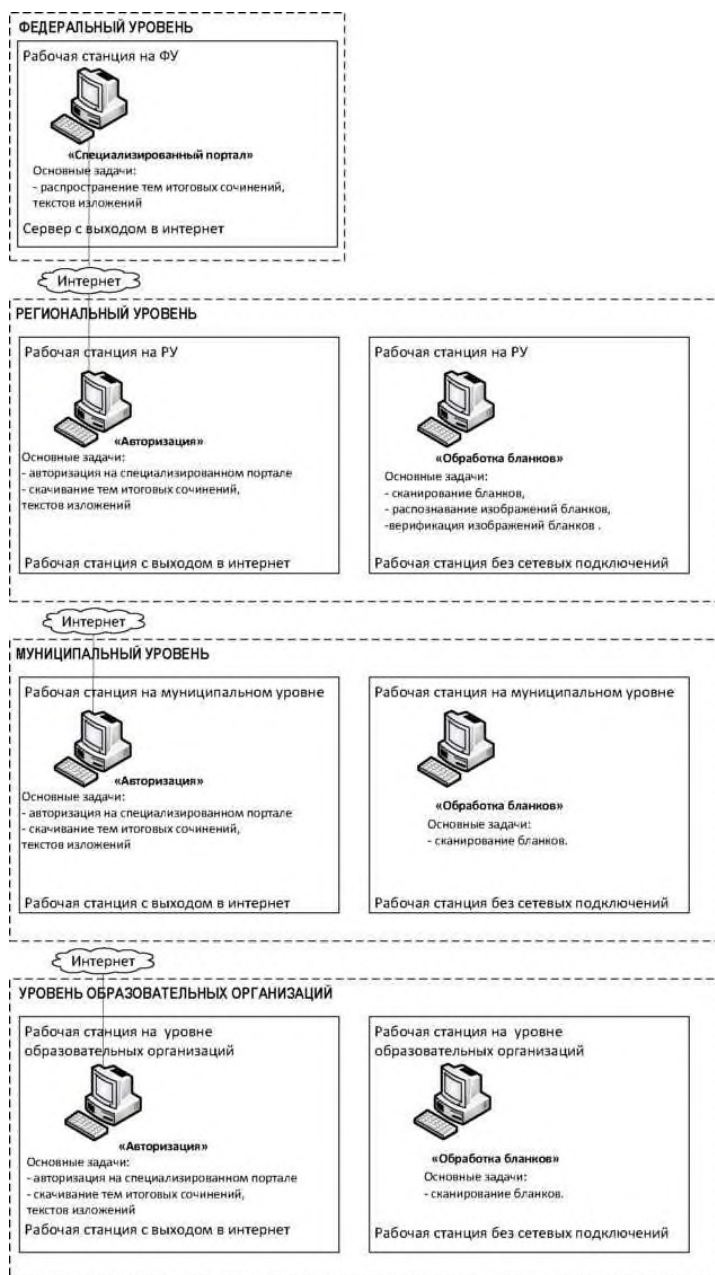 ФЕДЕРАЛЬНЫЙ УРОВЕНЬ
Рабочая станция на ФУ
«Специализированный портал»
Основные задачи:
- распространение тем итоговых сочинений,
текстов изложений
Сервер с выходом в интернет
Интернет
РЕГИОНАЛЬНЫЙ УРОВЕНЬ
Рабочая станция на РУ
«Авторизация»
Основные задачи:
- авторизация на специализированном портале
- скачивание тем итоговых сочинений,
текстов изложений
Рабочая станция с выходом в интернет
Рабочая станция на РУ
«Обработка бланков»
Основные задачи:
- сканирование бланков,
- распознавание изображений бланков,
-верификация изображений бланков .
Рабочая станция без сетевых подключений
Интернет
МУНИЦИПАЛЬНЫЙ УРОВЕНЬ
Рабочая станция на муниципальном уровне
«Авторизация»
Основные задачи:
- авторизация на специализированном портале
- скачивание тем итоговых сочинений,
текстов изложений
Рабочая станция с выходом в интернет
Рабочая станция на муниципальном уровне
«Обработка бланков»
Основные задачи:
- сканирование бланков.
Рабочая станция без сетевых подключений
Интернет
УРОВЕНЬ ОБРАЗОВАТЕЛЬНЫХ ОРГАНИЗАЦИЙ
Рабочая станция на уровне
образовательных организаций
«Авторизация»
Основные задачи:
- авторизация на специализированном портале
- скачивание тем итоговых сочинений,
текстов изложений
Рабочая станция с выходом в интернет
Рабочая станция на уровне
образовательных организаций
«Обработка бланков»
Основные задачи:
- сканирование бланков.
Рабочая станция без сетевых подключений